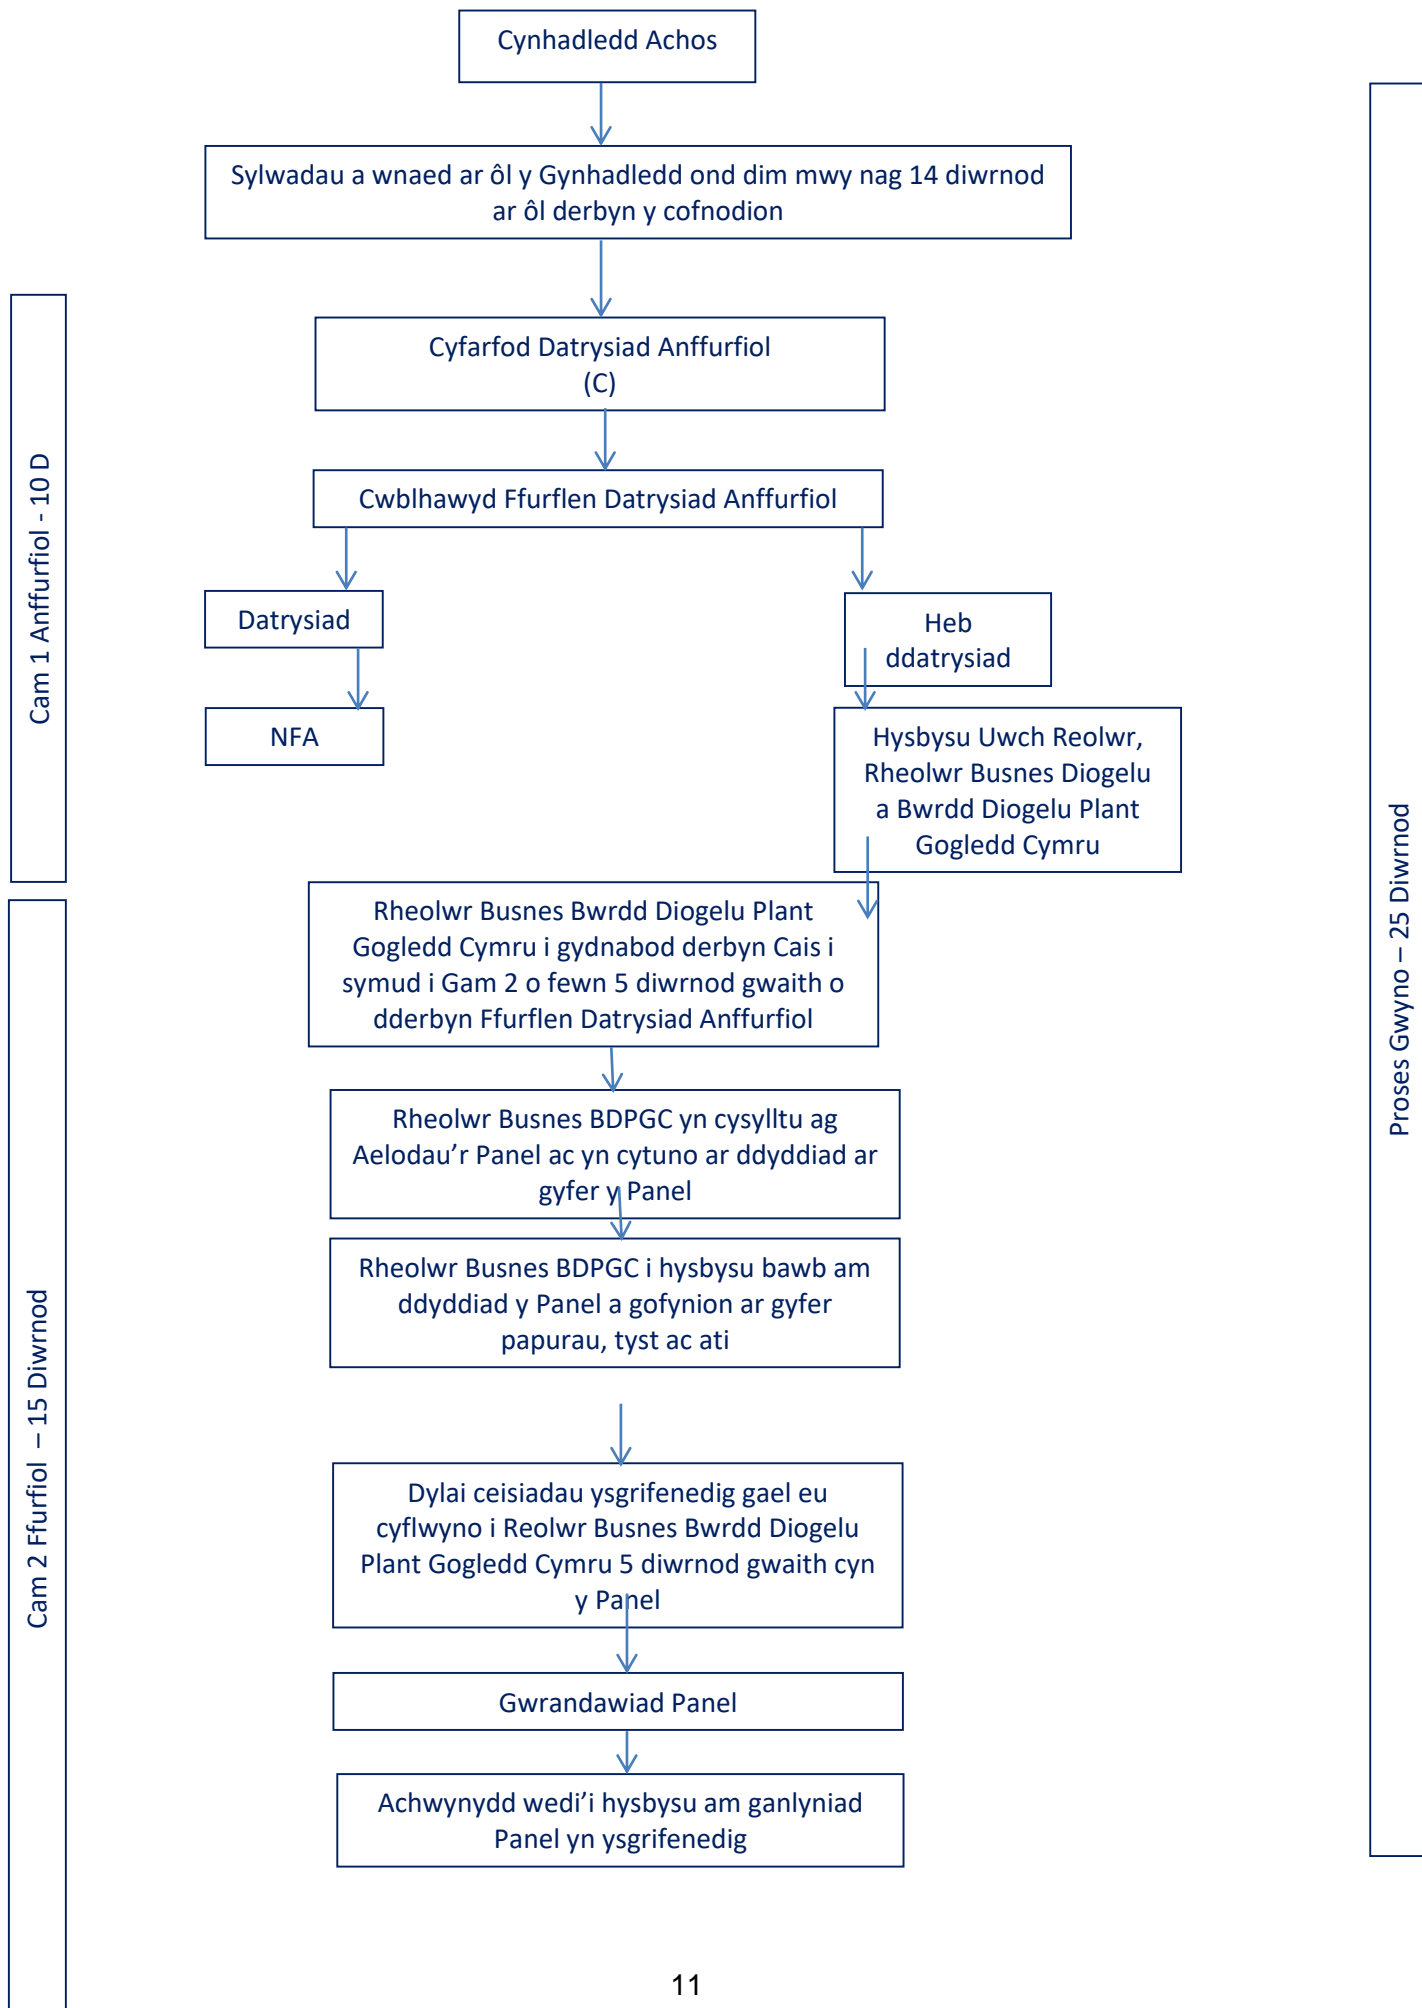 Cynhadledd Achos
Sylwadau a wnaed ar ôl y Gynhadledd ond dim mwy nag 14 diwrnod
ar ôl derbyn y cofnodion
Cyfarfod Datrysiad Anffurfiol
(C)
Cwblhawyd Ffurflen Datrysiad Anffurfiol
Datrysiad
Heb
ddatrysiad
NFA
Hysbysu Uwch Reolwr,
Rheolwr Busnes Diogelu
a Bwrdd Diogelu Plant
Gogledd Cymru
Cam 1 Anffurfiol - 10 D
Rheolwr Busnes Bwrdd Diogelu Plant
Gogledd Cymru i gydnabod derbyn Cais i
symud i Gam 2 o fewn 5 diwrnod gwaith o
dderbyn Ffurflen Datrysiad Anffurfiol
Rheolwr Busnes BDPGC yn cysylltu ag
Aelodau’r Panel ac yn cytuno ar ddyddiad ar
gyfer y Panel
Rheolwr Busnes BDPGC i hysbysu bawb am
ddyddiad y Panel a gofynion ar gyfer
papurau, tyst ac ati
Dylai ceisiadau ysgrifenedig gael eu
cyflwyno i Reolwr Busnes Bwrdd Diogelu
Plant Gogledd Cymru 5 diwrnod gwaith cyn
y Panel
Gwrandawiad Panel
Achwynydd wedi’i hysbysu am ganlyniad
Panel yn ysgrifenedig
Cam 2 Ffurfiol – 15 Diwrnod
Proses Gwyno – 25 Diwrnod
11